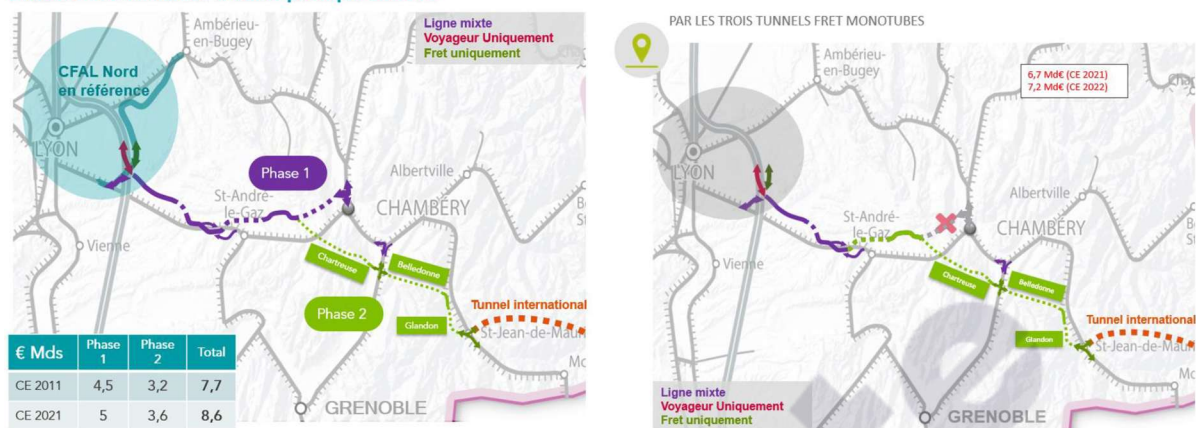 Ligne mixte
Voyageur Uniquement
Fret uniquement
Ambérieu-
en-Bugey
CFAL Nord
en référence
LYON
Phase 1
Albertville
St-André-
le-Gaz
CHAMBÉRY
Vienne
Chartreuse
Belledonne
Phase 2
Tunnel international
Glandon
St-Jean-de-Maur
€ Mds Phase 1 Phase 2 Total
CE 2011 4,5 3,2 7,7
CE 2021 5 3,6 8,6
GRENOBLE
PAR LES TROIS TUNNELS FRET MONOTUBES
Ambérieu-
en-Bugey
6,7 Md€ (CE 2021)
7,2 Md€ (CE 2022)
LYON
Albertville
St-André-
le-Gaz
CHAMBÉRY
Vienne
Chartreuse
Belledonne
Tunnel international
Glandon
St-Jean-de-Maur
Ligne mixte
Voyageur Uniquement
Fret uniquement
GRENOBLE